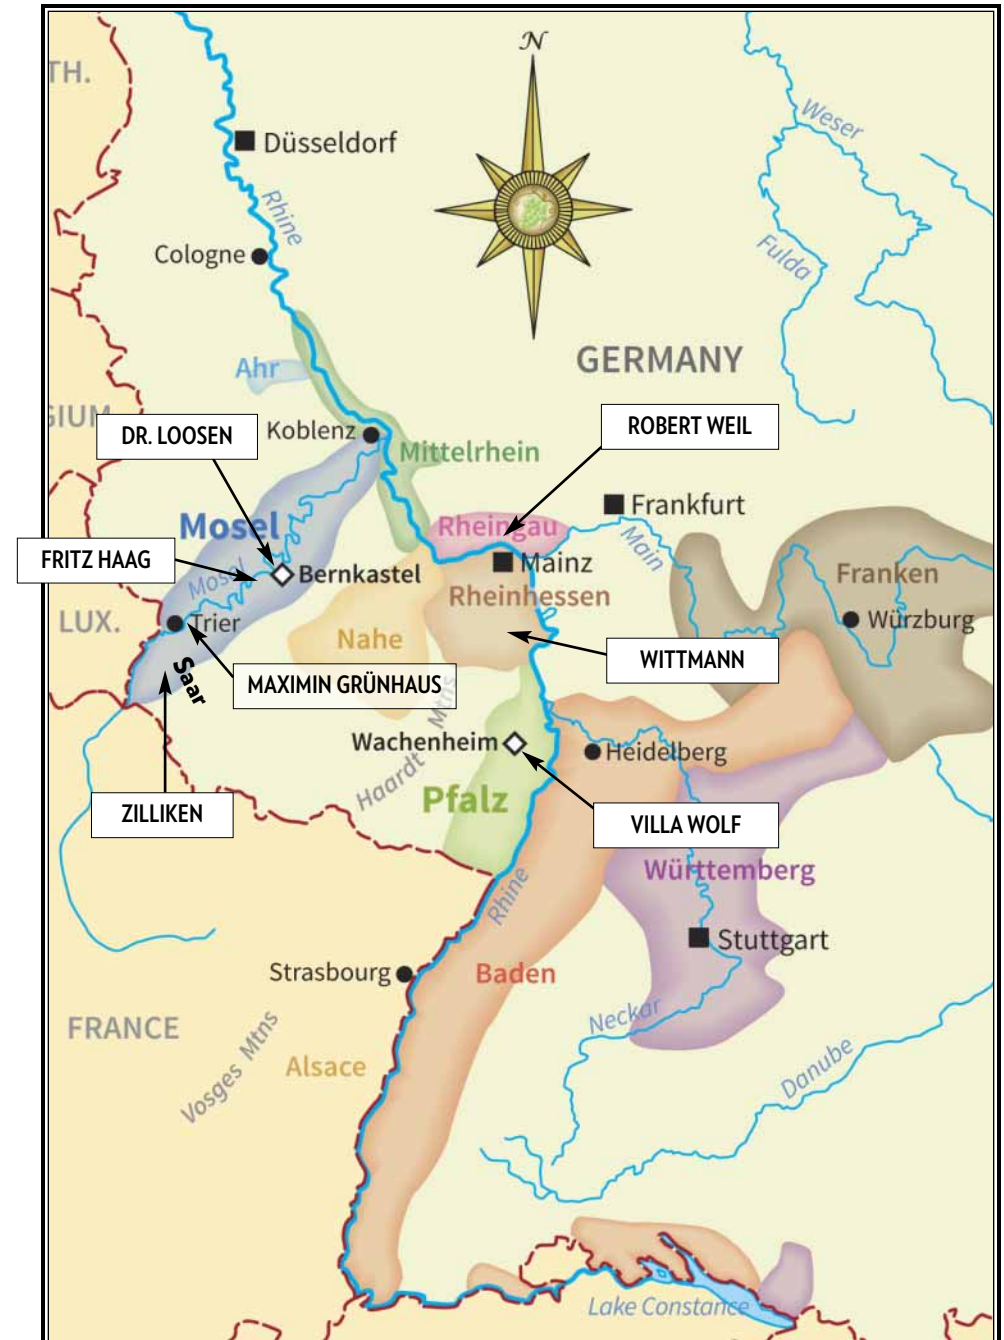 N
TH.
Weser
Düsseldorf
Rhine
Cologne
Fulda
GERMANY
Ahr
GIUM
DR. LOOSEN
Koblenz
ROBERT WEIL
Mittelrhein
Frankfurt
Mosel
Rheingau
Main
FRITZ HAAG
Mosel
Bernkastel
Mainz
Franken
Rheinhessen
LUX.
Trier
Nahe
Würzburg
Saar
MAXIMIN GRÜNHAUS
WITTMANN
Wachenheim
Haardt Mtns
Heidelberg
ZILLIKEN
Pfalz
VILLA WOLF
Württemberg
Rhine
Stuttgart
Strasbourg
Baden
FRANCE
Neckar
Vosges Mtns
Alsace
Danube
Lake Constance